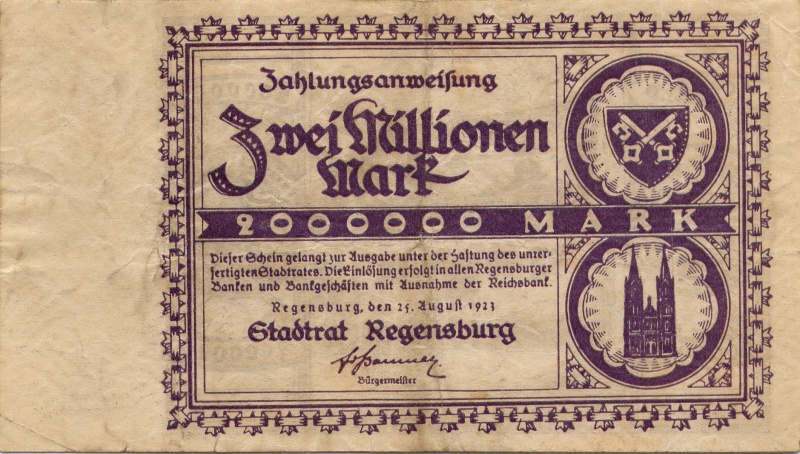 Zahlungsanweisung
Zwei Millionen
Mark
2000000 MARK
Dieser Schein gelangt zur Ausgabe unter der Haftung des unter-
fertigten Stadtrates. Die Einlösung erfolgt in allen Regensburger
Banken und Bankgeschäften mit Ausnahme der Reichsbank.
Regensburg, den 25. August 1923
Stadtrat Regensburg
Bürgermeister